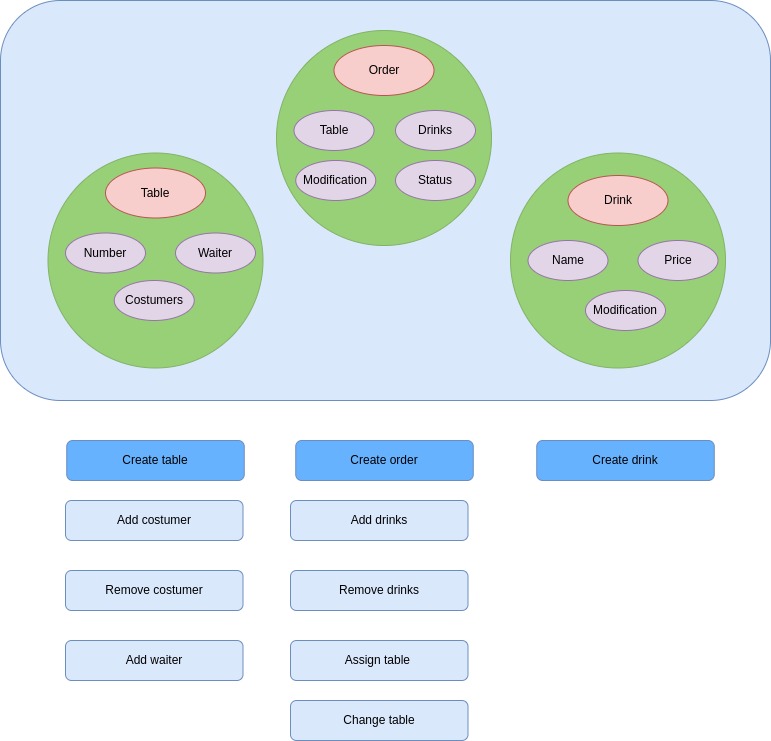 Order
Table
Drinks
Modification
Status
Table
Number
Waiter
Costumers
Drink
Name
Price
Modification
Create table
Create order
Create drink
Add costumer
Add drinks
Remove costumer
Remove drinks
Add waiter
Assign table
Change table